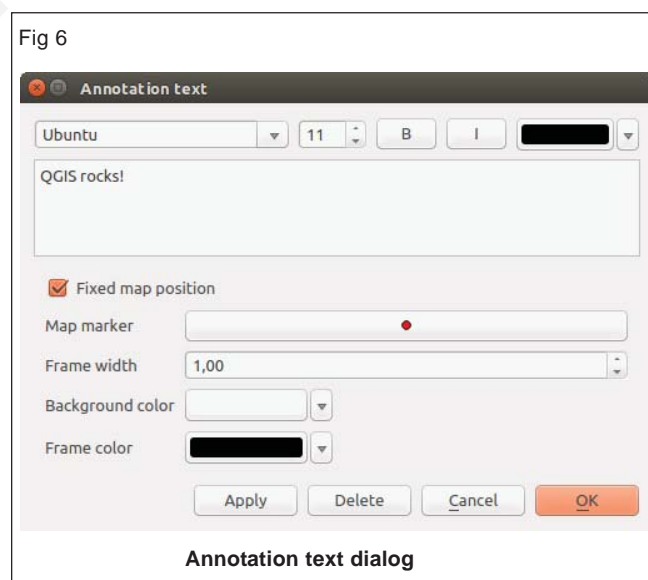 Fig 6
Annotation text
Ubuntu 11 B I
QGIS rocks!
Fixed map position
Map marker
Frame width 1,00
Background color
Frame color
Apply Delete Cancel OK
Annotation text dialog